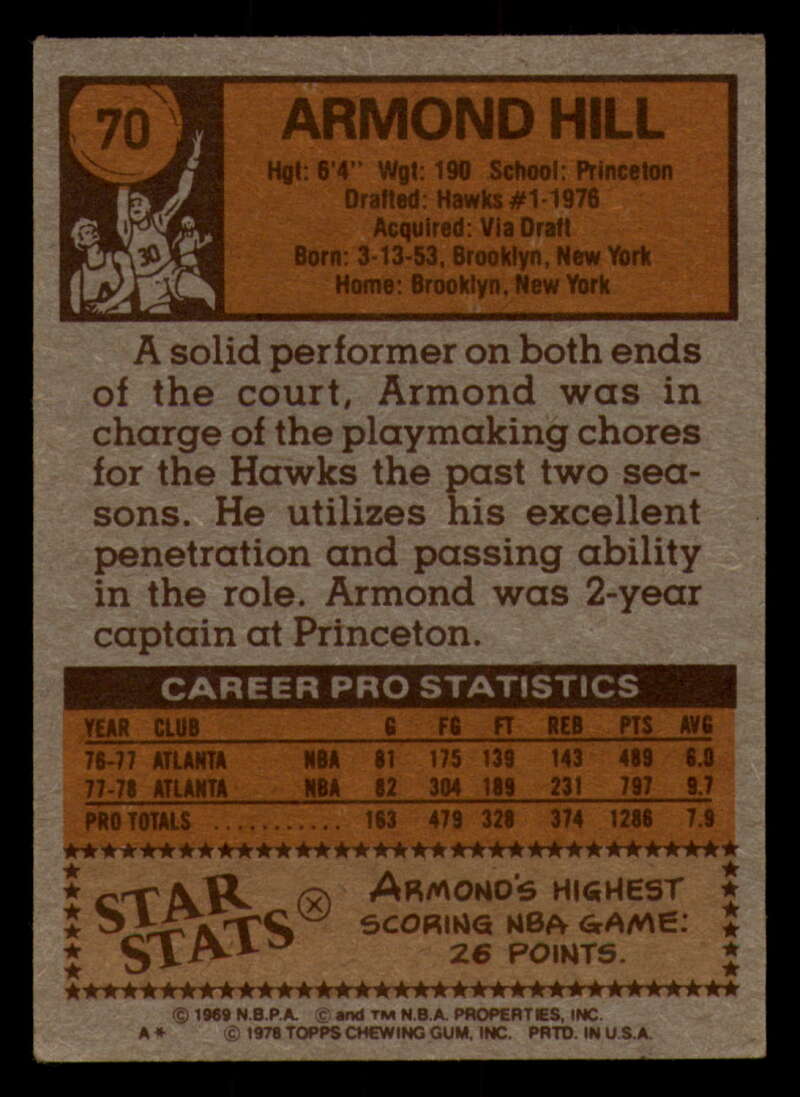 70
ARMOND HILL
Hgt: 6'4" Wgt: 190 School: Princeton
Drafted: Hawks #1-1976
Acquired: Via Draft
Born: 3-13-53, Brooklyn, New York
Home: Brooklyn, New York
30
A solid performer on both ends
of the court, Armond was in
charge of the playmaking chores
for the Hawks the past two sea-
sons. He utilizes his excellent
penetration and passing ability
in the role. Armond was 2-year
captain at Princeton.
CAREER PRO STATISTICS
YEAR CLUB G FG FT REB PTS AVG
76-77 ATLANTA NBA 81 175 139 143 489 6.0
77-78 ATLANTA NBA 82 304 189 231 797 9.7
PRO TOTALS ........... 163 479 328 374 1286 7.9
STAR
STATS
ARMOND'S HIGHEST
SCORING NBA GAME:
26 POINTS.
© 1969 N.B.P.A. © and TM N.B.A. PROPERTIES, INC.
A* © 1978 TOPPS CHEWING GUM, INC. PRTD. IN U.S.A.